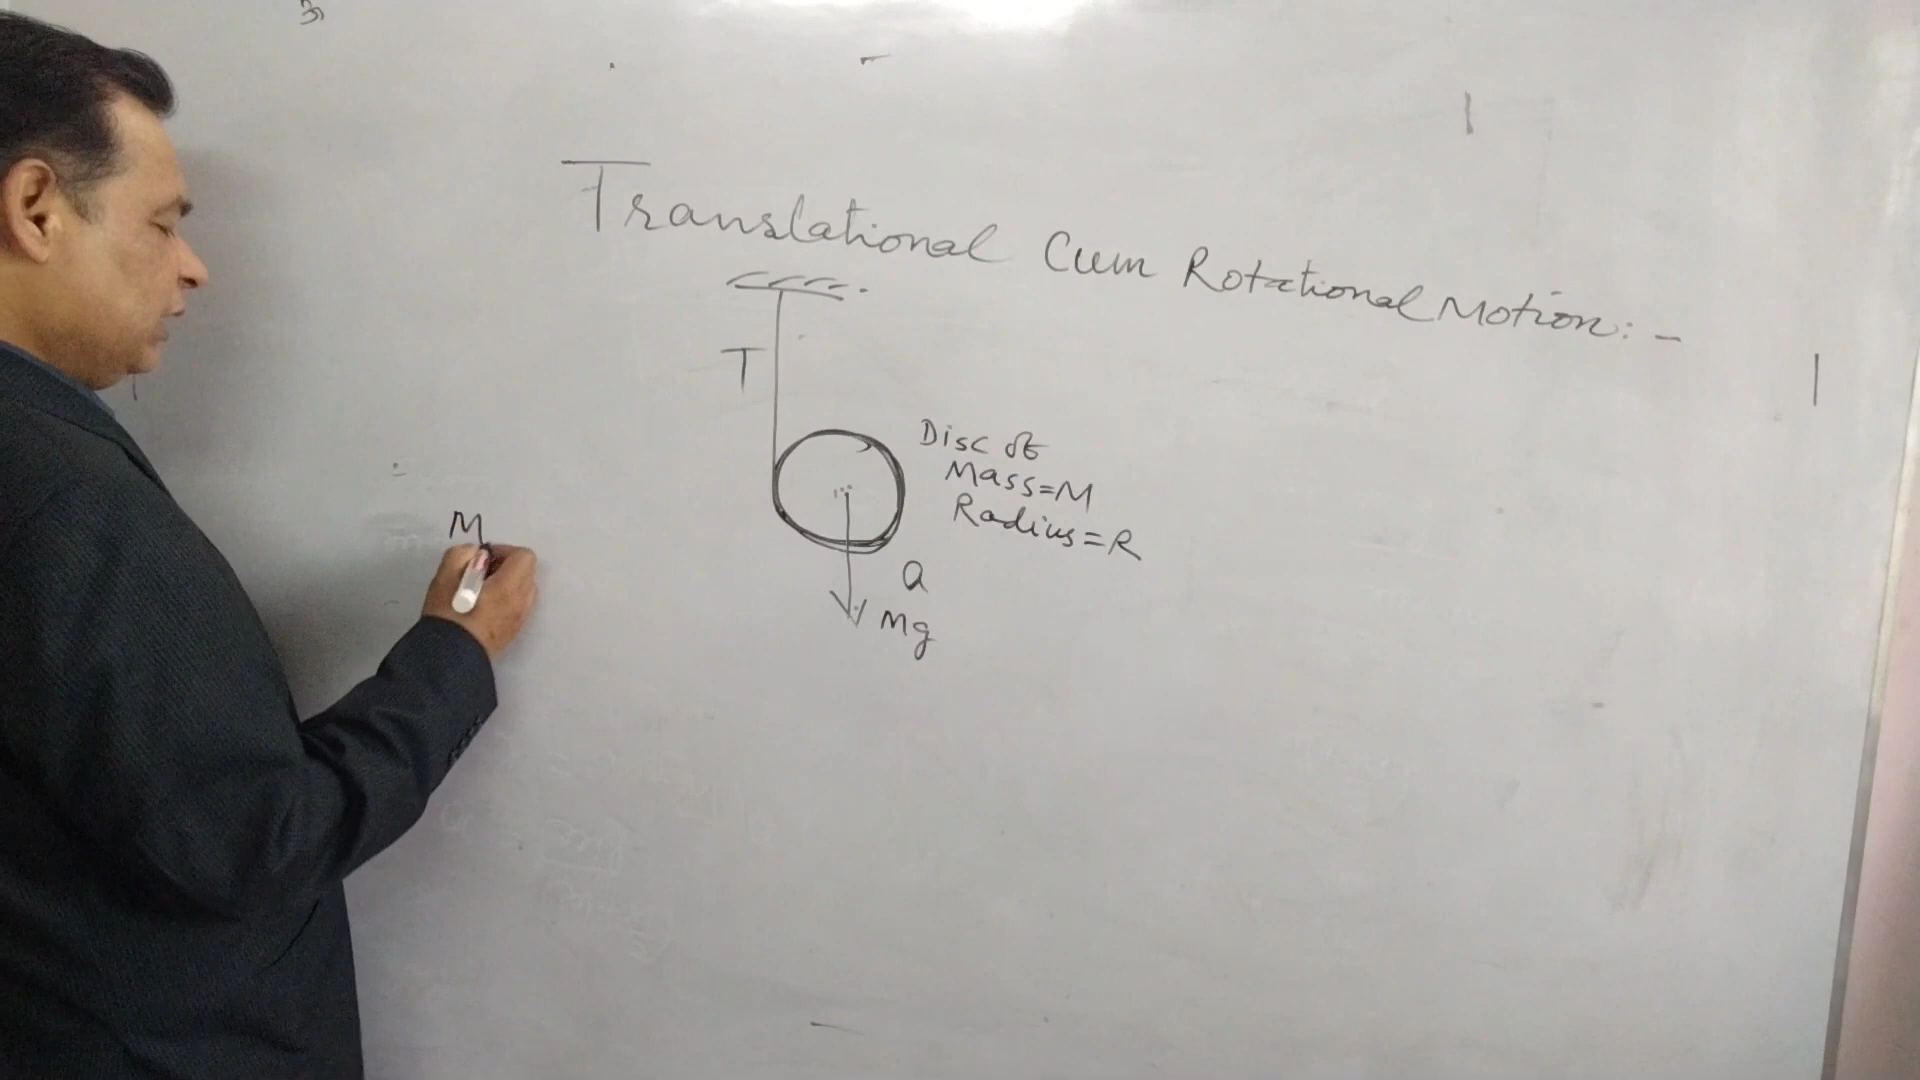 Translational Cum Rotational Motion:-
T
Disc of
Mass=M
Radius=R
M
a
Mg